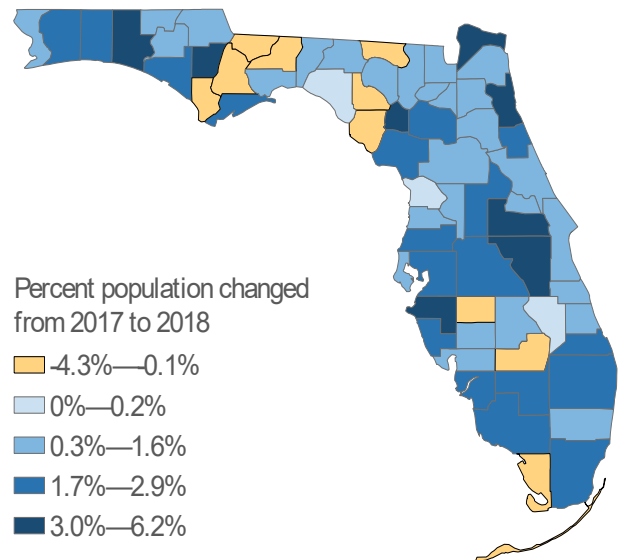 Percent population changed
from 2017 to 2018
-4.3%—-0.1%
0%—0.2%
0.3%—1.6%
1.7%—2.9%
3.0%—6.2%